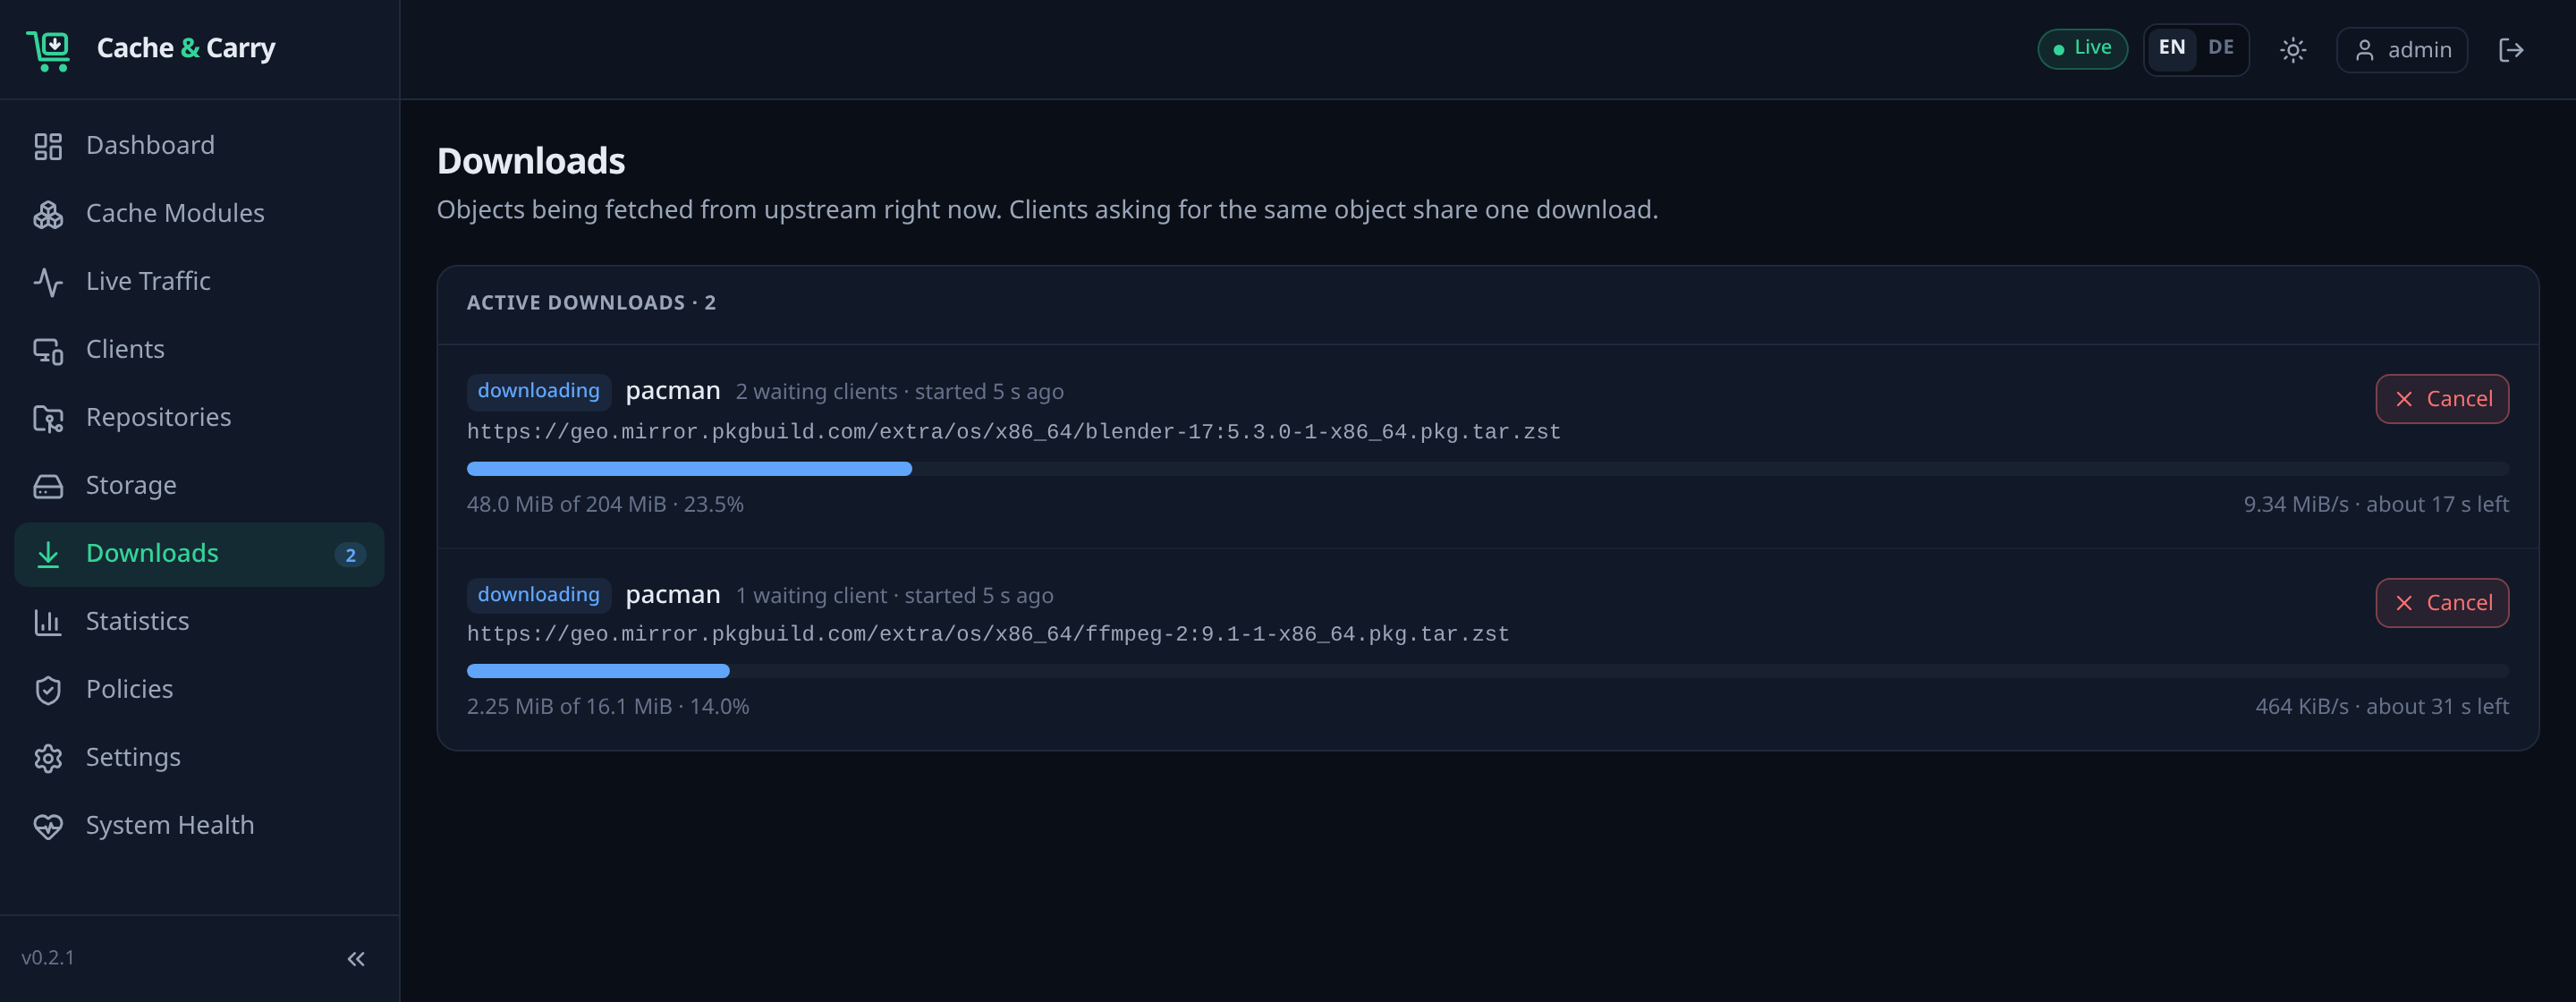 Cache & Carry
Live
EN DE
admin
Dashboard
Cache Modules
Live Traffic
Clients
Repositories
Storage
Downloads 2
Statistics
Policies
Settings
System Health
v0.2.1
Downloads
Objects being fetched from upstream right now. Clients asking for the same object share one download.
ACTIVE DOWNLOADS · 2
downloading pacman 2 waiting clients · started 5 s ago
Cancel
https://geo.mirror.pkgbuild.com/extra/os/x86_64/blender-17:5.3.0-1-x86_64.pkg.tar.zst
48.0 MiB of 204 MiB · 23.5%
9.34 MiB/s · about 17 s left
downloading pacman 1 waiting client · started 5 s ago
Cancel
https://geo.mirror.pkgbuild.com/extra/os/x86_64/ffmpeg-2:9.1-1-x86_64.pkg.tar.zst
2.25 MiB of 16.1 MiB · 14.0%
464 KiB/s · about 31 s left